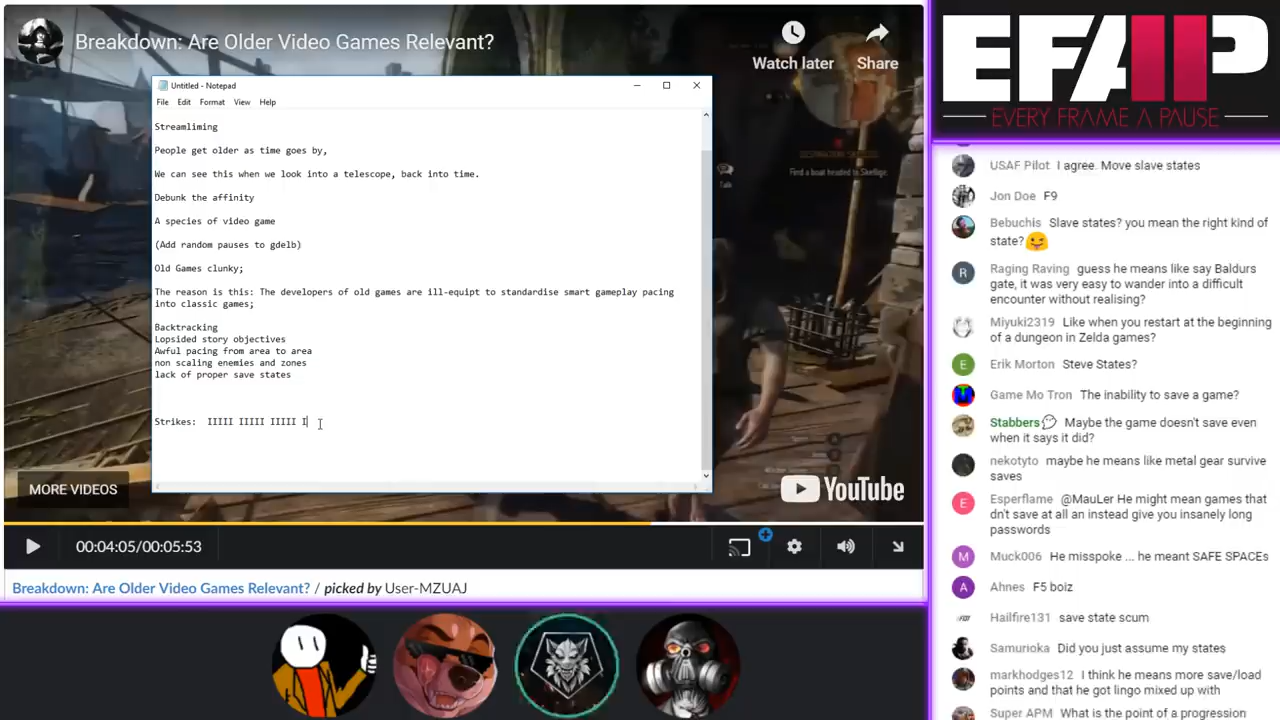 Breakdown: Are Older Video Games Relevant?
Watch later
Share
Untitled - Notepad
File Edit Format View Help
Streamliming
People get older as time goes by,
We can see this when we look into a telescope, back into time.
Debunk the affinity
A species of video game
(Add random pauses to gdelb)
Old Games clunky;
The reason is this: The developers of old games are ill-equipt to standardise smart gameplay pacing
into classic games;
Backtracking
Lopsided story objectives
Awful pacing from area to area
non scaling enemies and zones
lack of proper save states
Strikes: IIIII IIIII IIIII I
Find a boat headed to Skellige.
Talk
MORE VIDEOS
YouTube
00:04:05/00:05:53
Breakdown: Are Older Video Games Relevant? / picked by User-MZUAJ
EFAP
EVERY FRAME A PAUSE
USAF Pilot I agree. Move slave states
Jon Doe F9
Bebuchis Slave states? you mean the right kind of
state?
R
Raging Raving guess he means like say Baldurs
gate, it was very easy to wander into a difficult
encounter without realising?
Miyuki2319 Like when you restart at the beginning
of a dungeon in Zelda games?
E
Erik Morton Steve States?
Game Mo Tron The inability to save a game?
Stabbers Maybe the game doesn't save even
when it says it did?
nekotyto maybe he means like metal gear survive
saves
E
Esperflame @MauLer He might mean games that
dn't save at all an instead give you insanely long
passwords
M
Muck006 He misspoke ... he meant SAFE SPACEs
A
Ahnes F5 boiz
Hailfire131 save state scum
Samurioka Did you just assume my states
markhodges12 I think he means more save/load
points and that he got lingo mixed up with
Super APM What is the point of a progression